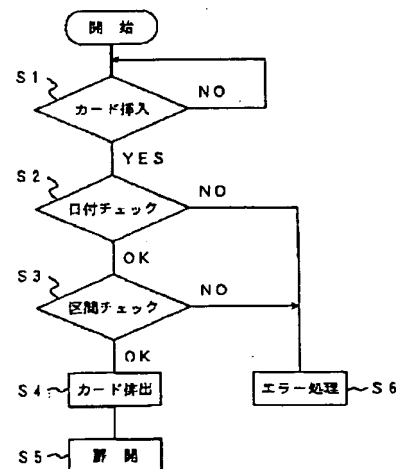 開始
S1
カード挿入
NO
YES
S2
日付チェック
NO
OK
S3
区間チェック
NO
OK
S4
カード排出
エラー処理
S6
S5
扉開